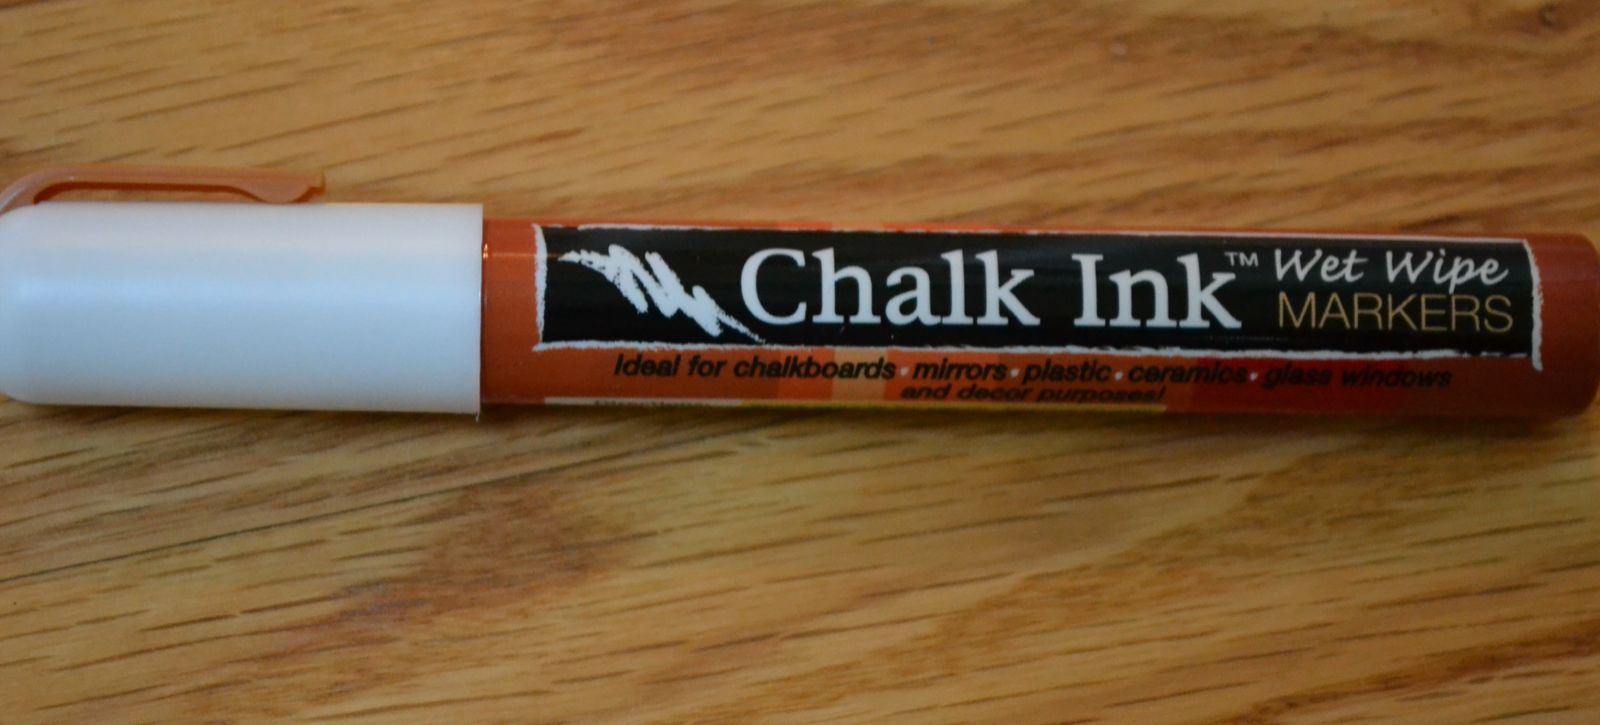 Chalk Ink™ Wet Wipe
MARKERS
Ideal for chalkboards • mirrors • plastic • ceramics • glass windows
and decor purposes!